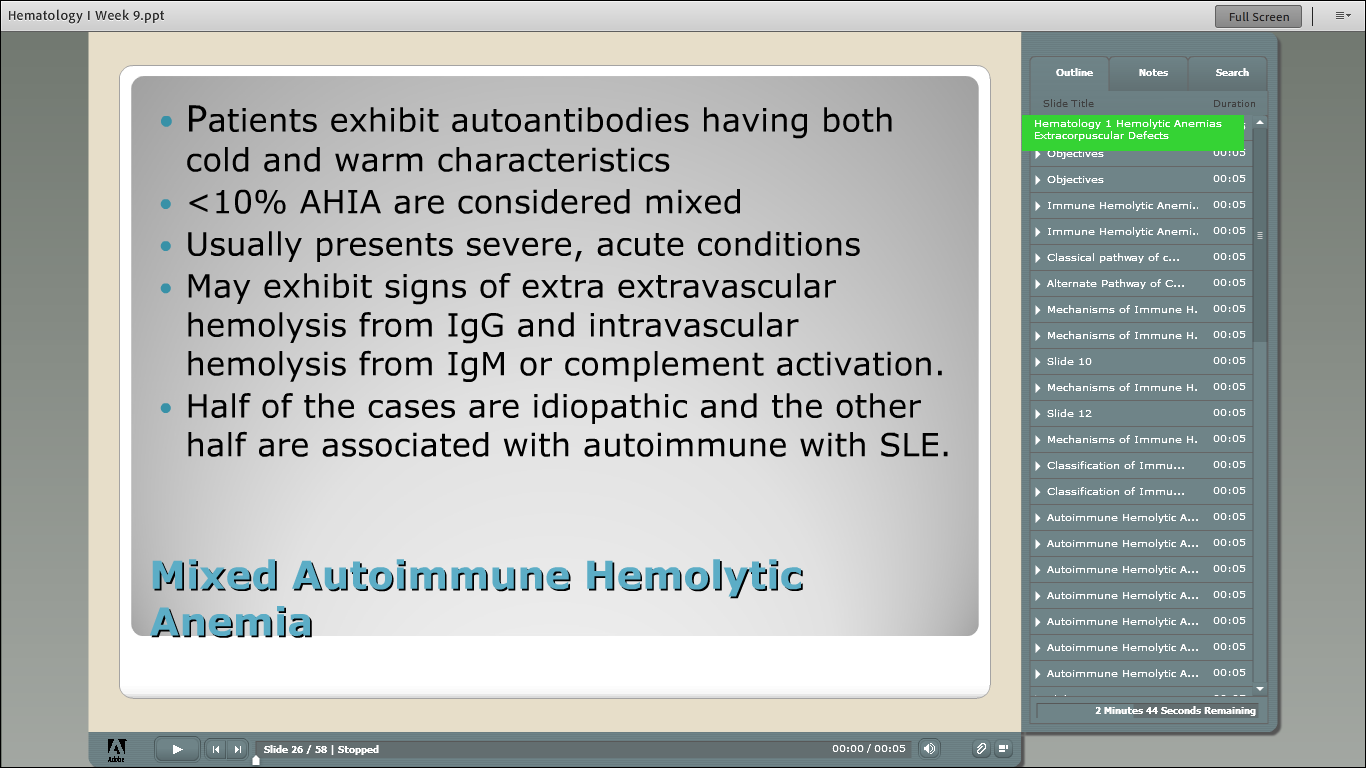 Hematology I Week 9.ppt
Full Screen
Patients exhibit autoantibodies having both
cold and warm characteristics
<10% AHIA are considered mixed
Usually presents severe, acute conditions
May exhibit signs of extra extravascular
hemolysis from IgG and intravascular
hemolysis from IgM or complement activation.
Half of the cases are idiopathic and the other
half are associated with autoimmune with SLE.
Mixed Autoimmune Hemolytic
Anemia
Outline Notes Search
Slide Title Duration
Hematology 1 Hemolytic Anemias
Extracorpuscular Defects
Objectives 00:05
Objectives 00:05
Immune Hemolytic Anemi.. 00:05
Immune Hemolytic Anemi.. 00:05
Classical pathway of c... 00:05
Alternate Pathway of C... 00:05
Mechanisms of Immune H. 00:05
Mechanisms of Immune H. 00:05
Slide 10 00:05
Mechanisms of Immune H. 00:05
Slide 12 00:05
Mechanisms of Immune H. 00:05
Classification of Immu... 00:05
Classification of Immu... 00:05
Autoimmune Hemolytic A... 00:05
Autoimmune Hemolytic A... 00:05
Autoimmune Hemolytic A... 00:05
Autoimmune Hemolytic A... 00:05
Autoimmune Hemolytic A... 00:05
Autoimmune Hemolytic A... 00:05
Autoimmune Hemolytic A... 00:05
2 Minutes 44 Seconds Remaining
Adobe
Slide 26 / 58 | Stopped
00:00 / 00:05